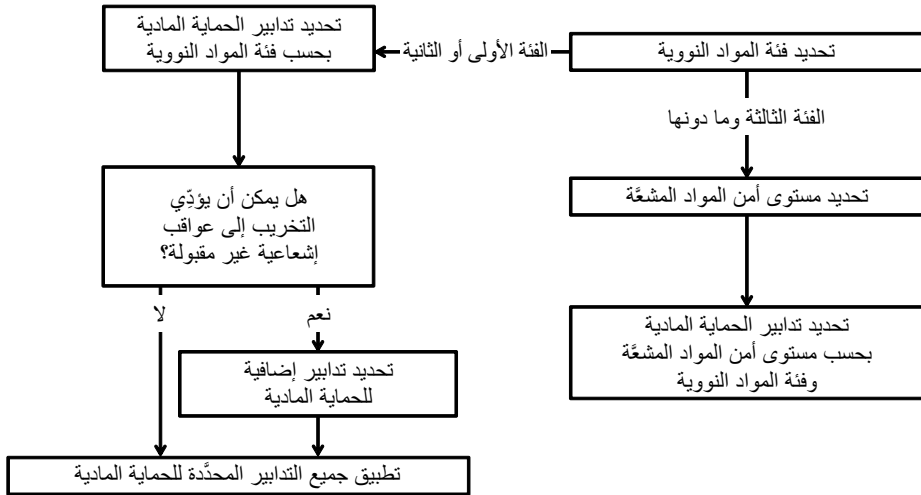 تحديد فئة المواد النووية
الفئة الأولى أو الثانية
تحديد تدابير الحماية المادية
بحسب فئة المواد النووية
الفئة الثالثة وما دونها
تحديد مستوى أمن المواد المشعَّة
هل يمكن أن يؤدِّي
التخريب إلى عواقب
إشعاعية غير مقبولة؟
تحديد تدابير الحماية المادية
بحسب مستوى أمن المواد المشعَّة
وفئة المواد النووية
نعم
لا
تحديد تدابير إضافية
للحماية المادية
تطبيق جميع التدابير المحدَّدة للحماية المادية